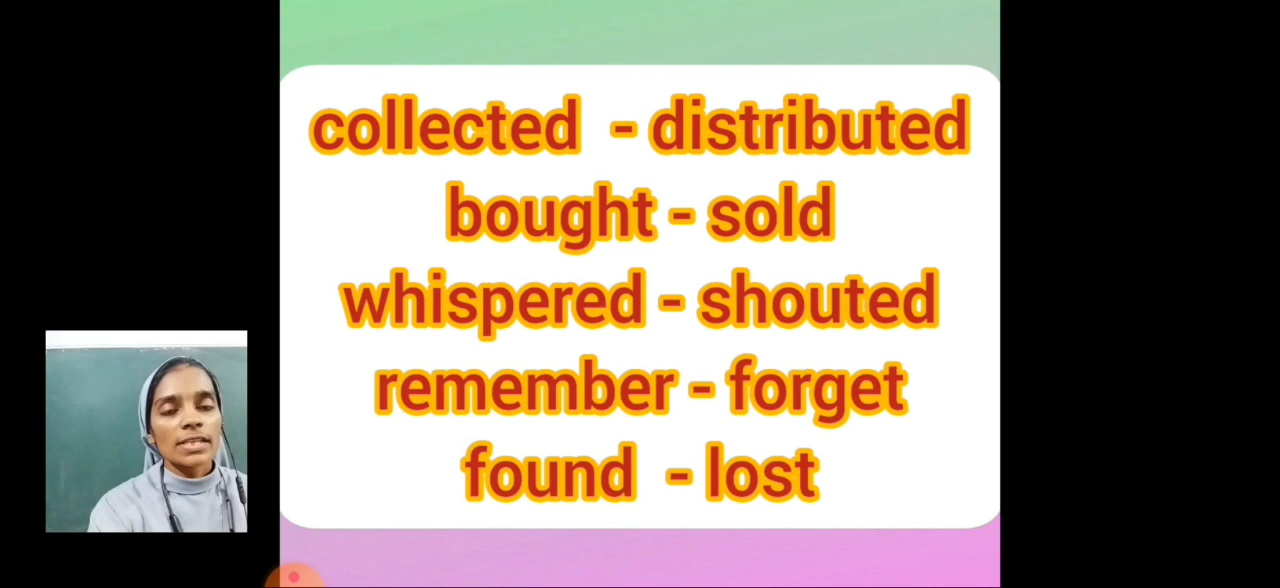 collected - distributed
bought - sold
whispered - shouted
remember - forget
found - lost